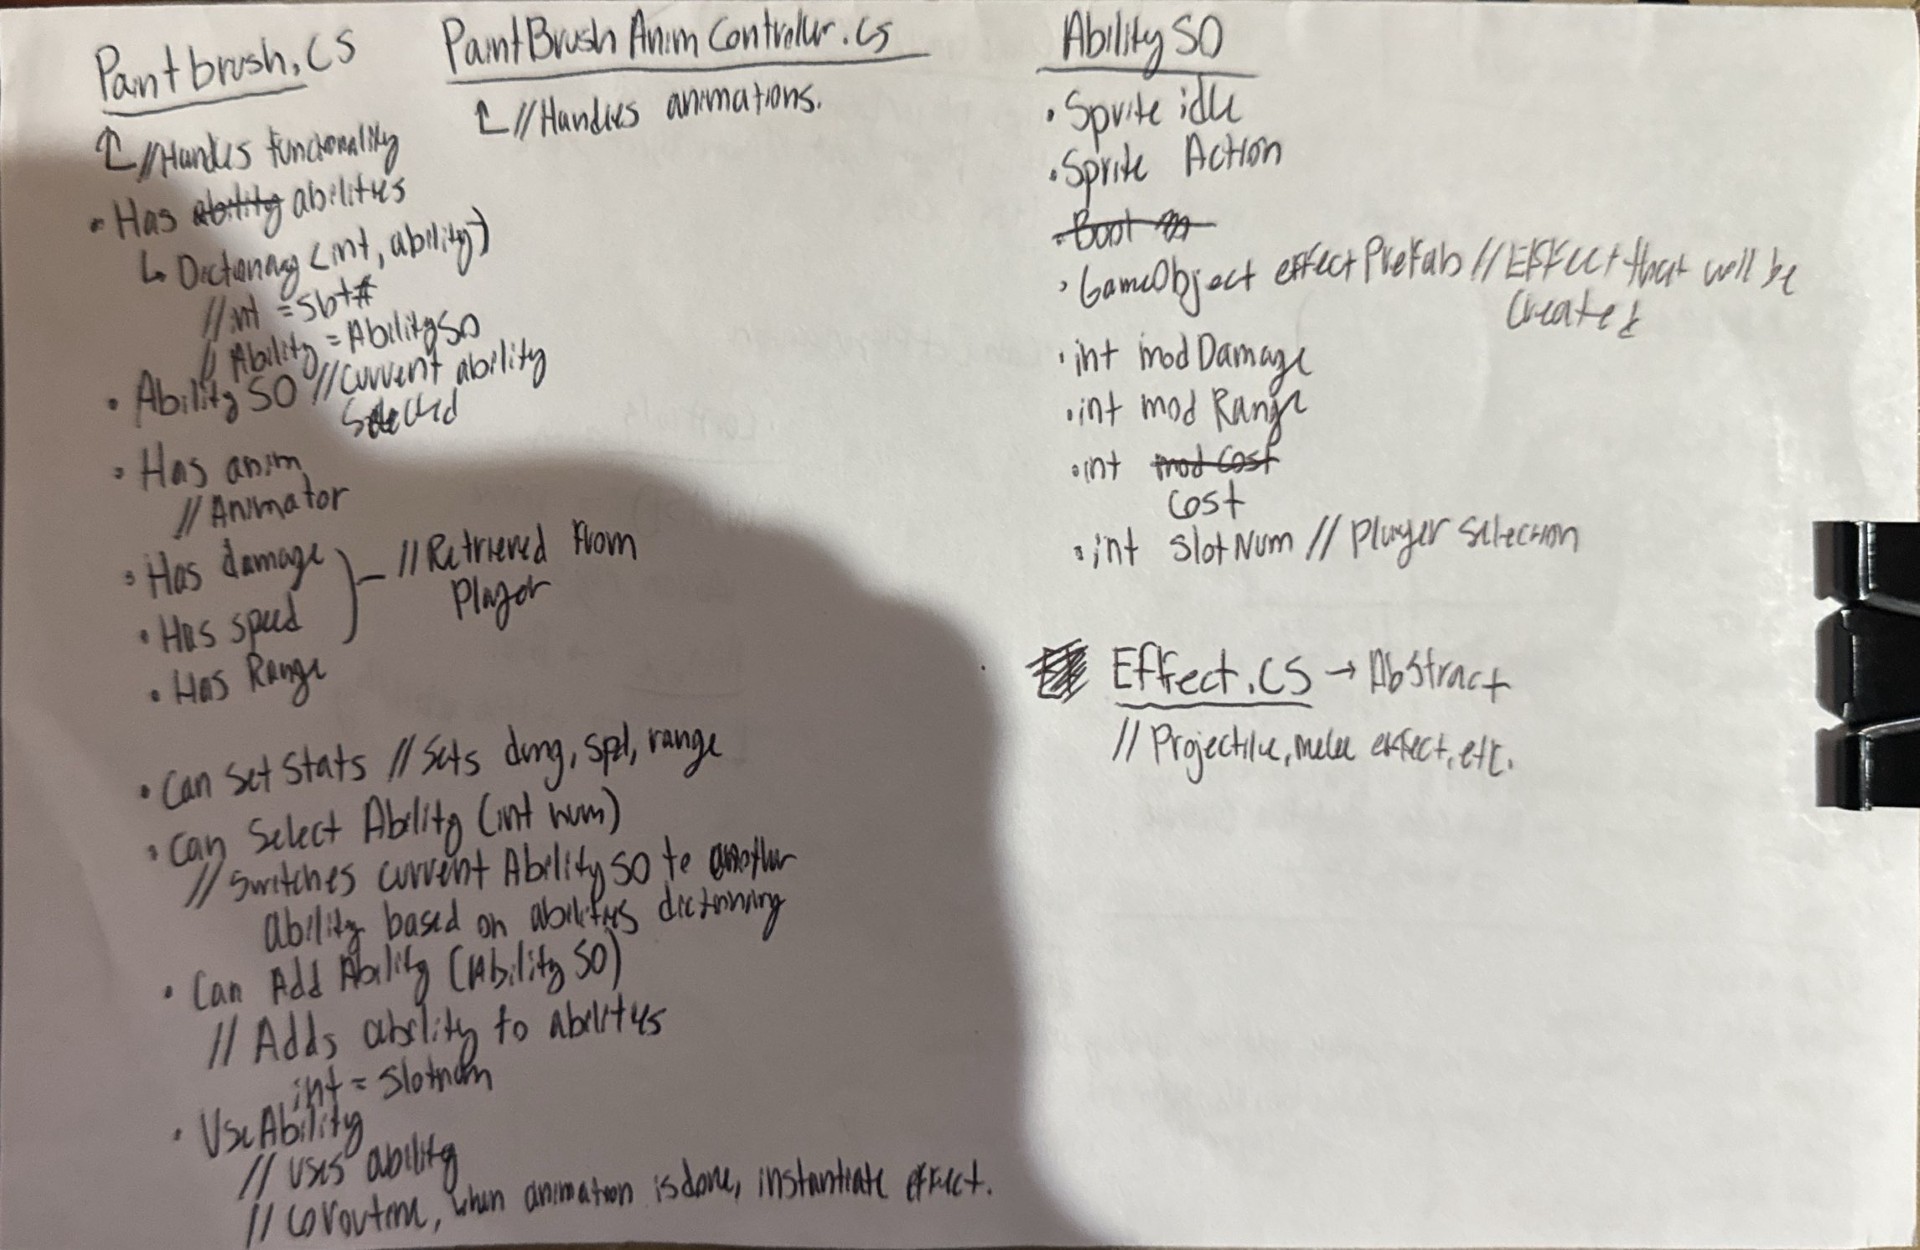 Paintbrush.CS
↑ //Handles functionality
• Has ability abilities
↳ Dictionary <int, ability>
//int = Slot#
// Ability = AbilitySO
• Ability SO //current ability
Selected
• Has anim
// Animator
• Has damage
• Has speed
• Has Range
// Retrieved From
Player
• Can Set Stats // Sets dmg, spd, range
• Can Select Ability (int num)
// Switches current Ability SO to another
ability based on abilities dictionary
• Can Add Ability (Ability SO)
// Adds ability to abilities
int = Slotnum
• UseAbility
// Uses ability
// Coroutine, when animation is done, instantiate effect.
PaintBrush Anim Controller.cs
↑ //Handles animations.
Ability SO
• Sprite idle
• Sprite Action
• Bool
• GameObject effectPrefab // Effect that will be
Created
• int mod Damage
• int mod Range
• int mod Cost
Cost
• int slotNum // player selection
Effect.CS → Abstract
// Projectile, melee effect, etc.